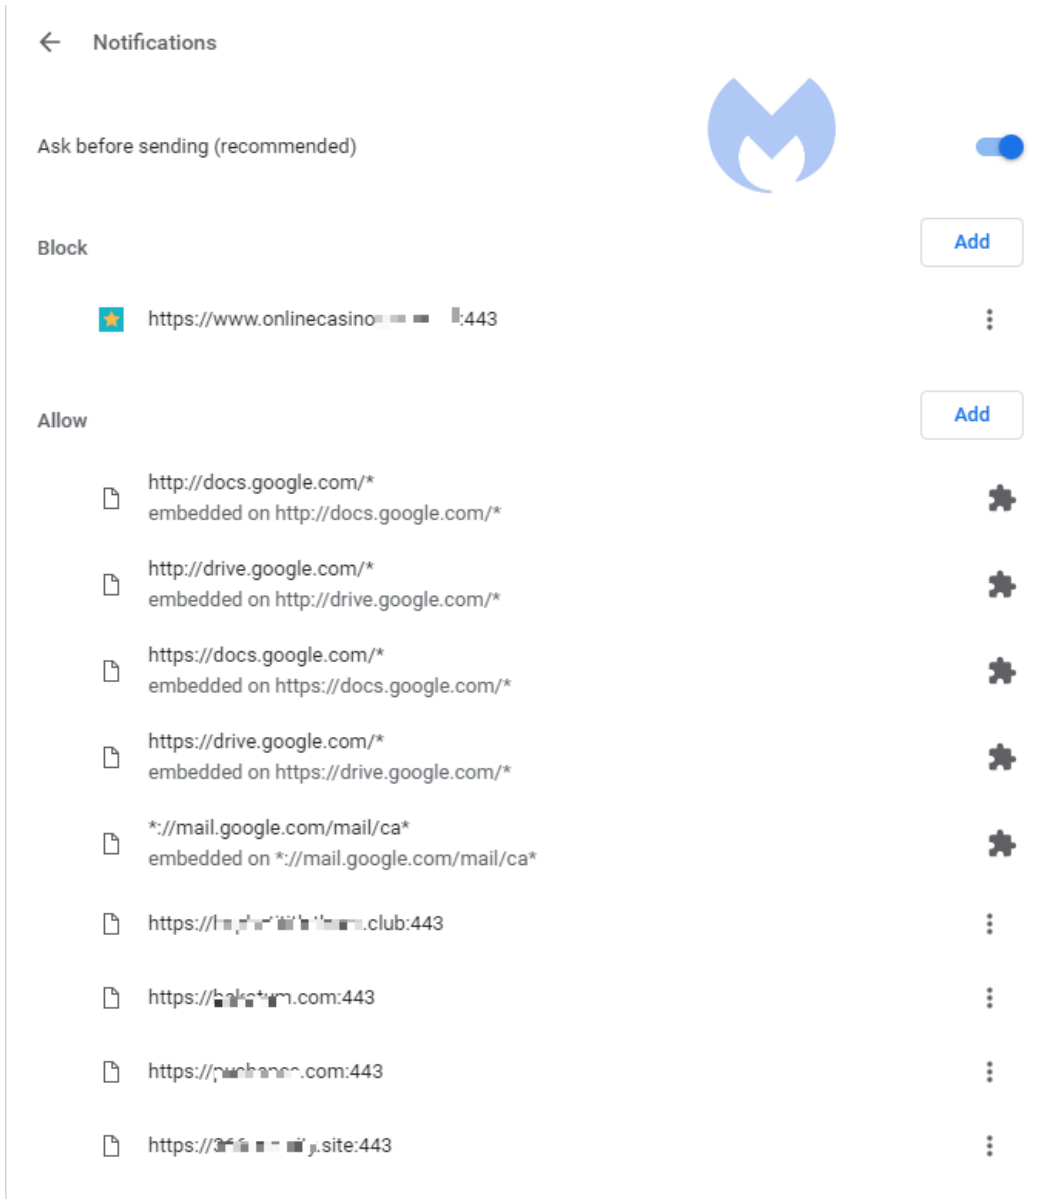 Notifications
Ask before sending (recommended)
Block
Add
https://www.onlinecasino :443
Allow
Add
http://docs.google.com/*
embedded on http://docs.google.com/*
http://drive.google.com/*
embedded on http://drive.google.com/*
https://docs.google.com/*
embedded on https://docs.google.com/*
https://drive.google.com/*
embedded on https://drive.google.com/*
*://mail.google.com/mail/ca*
embedded on *://mail.google.com/mail/ca*
https:// .club:443
https:// .com:443
https:// .com:443
https:// .site:443